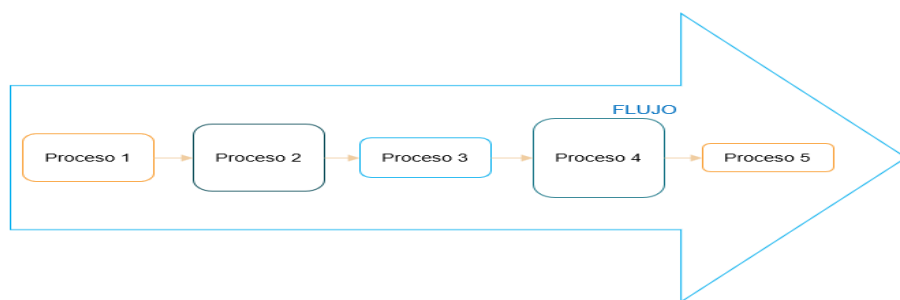 FLUJO
Proceso 1
Proceso 2
Proceso 3
Proceso 4
Proceso 5